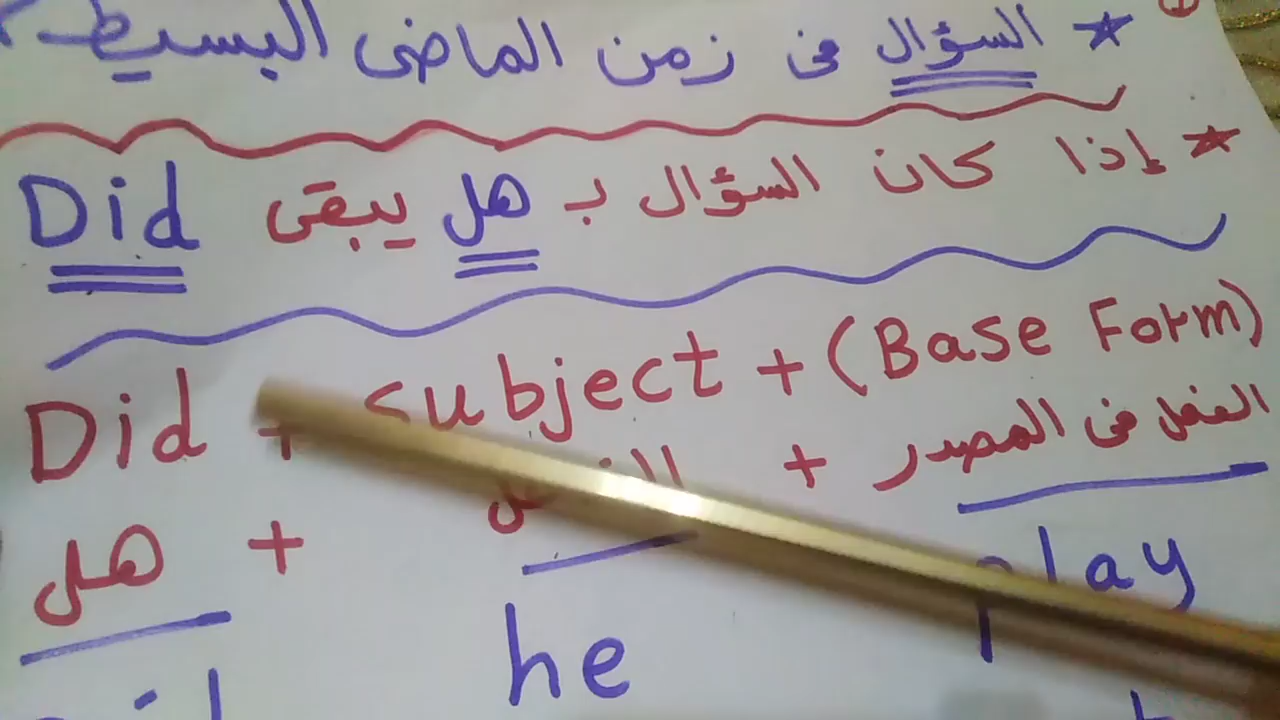 * السؤال فى زمن الماضى البسيط
* إذا كان السؤال بـ هل يبقى Did
Did + subject + (Base Form)
هل + + الفعل فى المصدر
he play